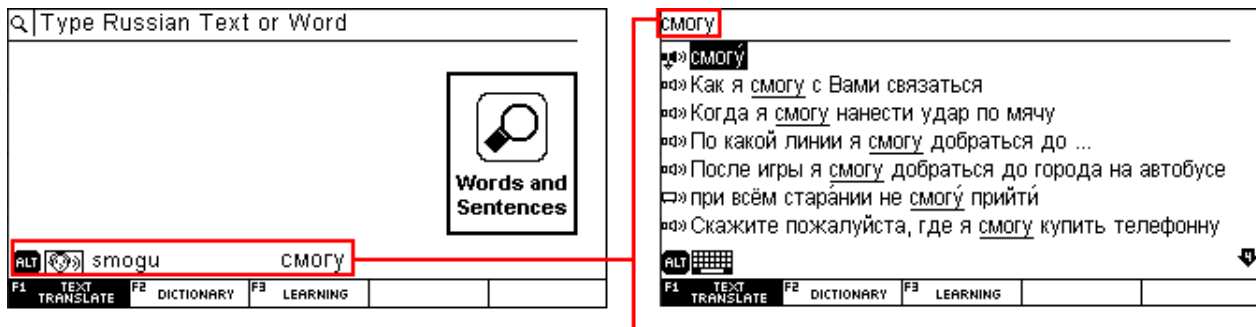 Type Russian Text or Word
Words and
Sentences
ALT smogu смогу
F1 TEXT TRANSLATE F2 DICTIONARY F3 LEARNING
смогу
смогу́
Как я смогу с Вами связаться
Когда я смогу нанести удар по мячу
По какой линии я смогу добраться до ...
После игры я смогу добраться до города на автобусе
при всём стара́нии не смогу́ прийти́
Скажите пожалуйста, где я смогу купить телефонну
ALT
F1 TEXT TRANSLATE F2 DICTIONARY F3 LEARNING